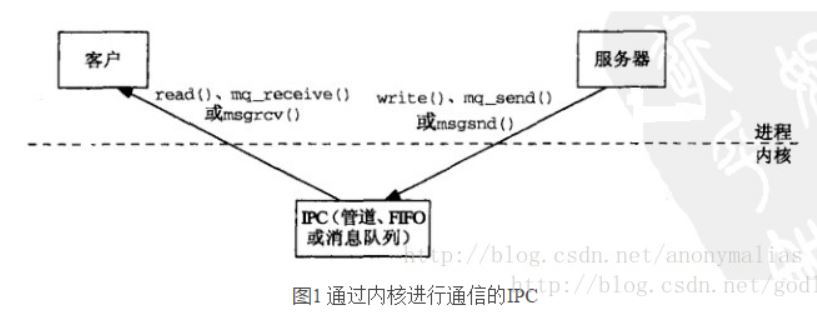 客户
服务器
read()、mq_receive()
或msgrcv()
write()、mq_send()
或msgsnd()
进程
内核
IPC(管道、FIFO
或消息队列)
http://blog.csdn.net/anonymalias
http://blog.csdn.net/god
图1 通过内核进行通信的IPC